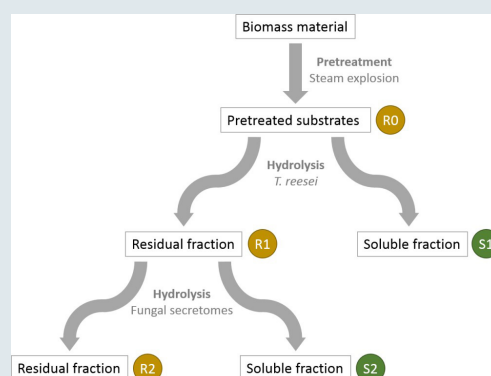 Biomass material
Pretreatment
Steam explosion
Pretreated substrates R0
Hydrolysis
T. reesei
Residual fraction R1
Soluble fraction S1
Hydrolysis
Fungal secretomes
Residual fraction R2
Soluble fraction S2